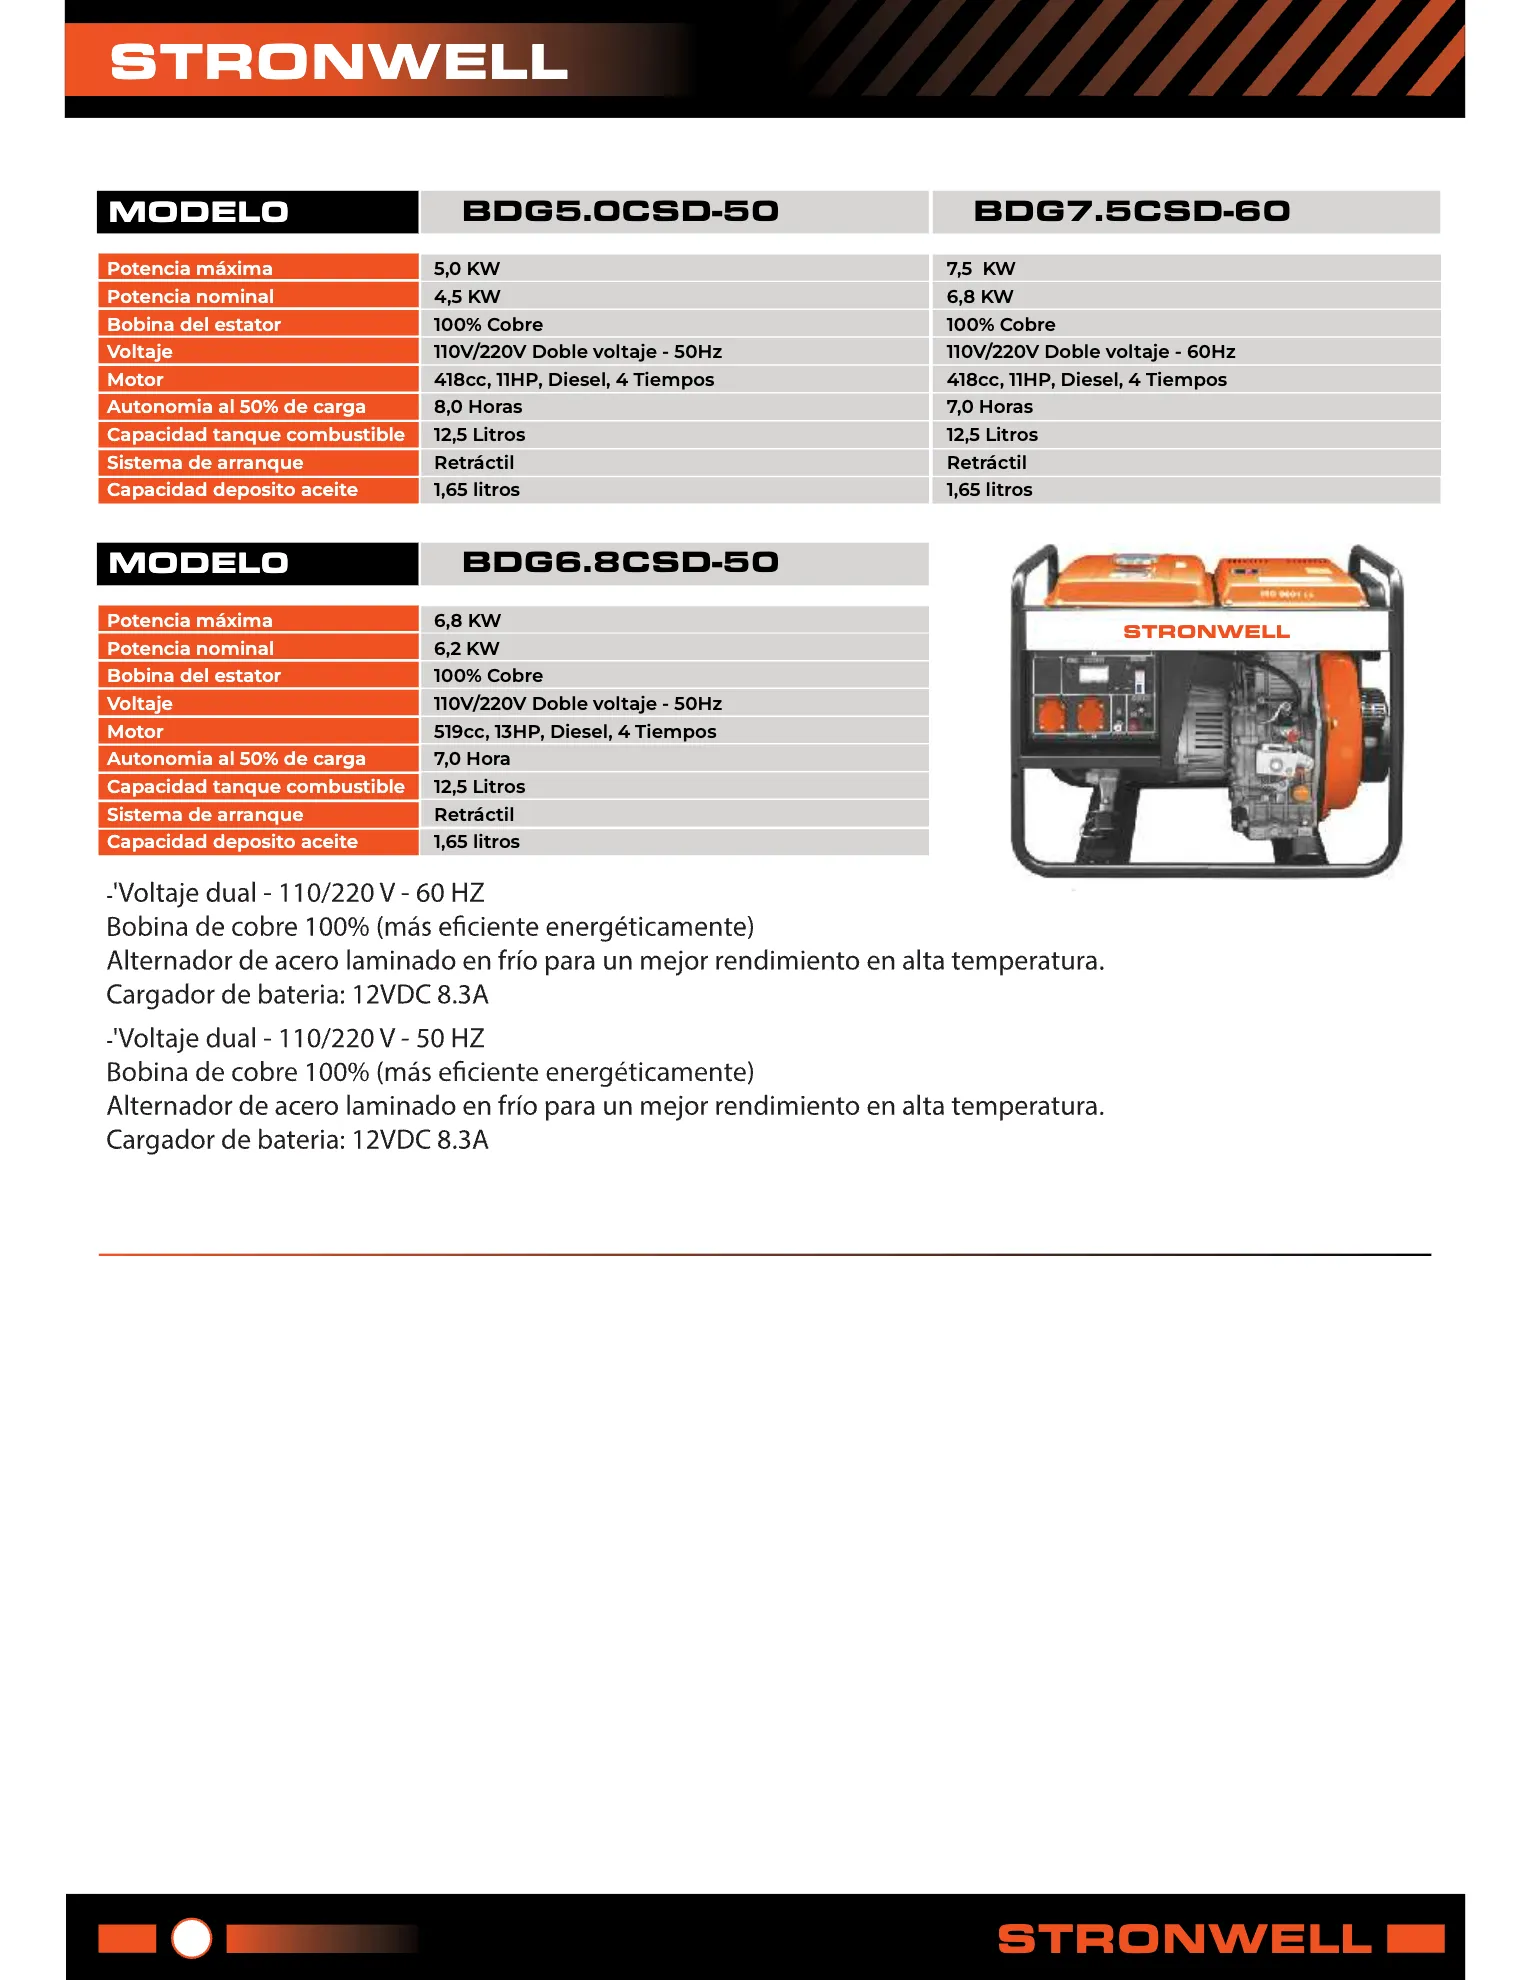 STRONWELL
MODELO BDG5.0CSD-50 BDG7.5CSD-60
Potencia máxima 5,0 KW 7,5 KW
Potencia nominal 4,5 KW 6,8 KW
Bobina del estator 100% Cobre 100% Cobre
Voltaje 110V/220V Doble voltaje - 50Hz 110V/220V Doble voltaje - 60Hz
Motor 418cc, 11HP, Diesel, 4 Tiempos 418cc, 11HP, Diesel, 4 Tiempos
Autonomia al 50% de carga 8,0 Horas 7,0 Horas
Capacidad tanque combustible 12,5 Litros 12,5 Litros
Sistema de arranque Retráctil Retráctil
Capacidad deposito aceite 1,65 litros 1,65 litros
MODELO BDG6.8CSD-50
Potencia máxima 6,8 KW
Potencia nominal 6,2 KW
Bobina del estator 100% Cobre
Voltaje 110V/220V Doble voltaje - 50Hz
Motor 519cc, 13HP, Diesel, 4 Tiempos
Autonomia al 50% de carga 7,0 Hora
Capacidad tanque combustible 12,5 Litros
Sistema de arranque Retráctil
Capacidad deposito aceite 1,65 litros
STRONWELL
-'Voltaje dual - 110/220 V - 60 HZ
Bobina de cobre 100% (más eficiente energéticamente)
Alternador de acero laminado en frío para un mejor rendimiento en alta temperatura.
Cargador de bateria: 12VDC 8.3A
-'Voltaje dual - 110/220 V - 50 HZ
Bobina de cobre 100% (más eficiente energéticamente)
Alternador de acero laminado en frío para un mejor rendimiento en alta temperatura.
Cargador de bateria: 12VDC 8.3A
STRONWELL